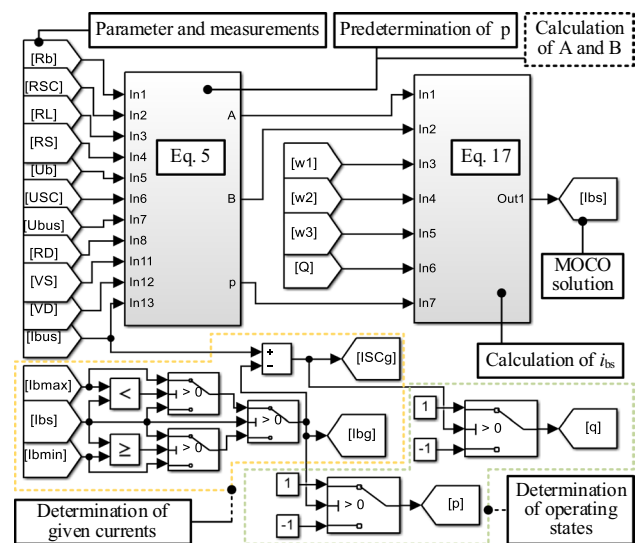 Parameter and measurements
Predetermination of p
Calculation
of A and B
[Rb]
[RSC]
[RL]
[RS]
[Ub]
[USC]
[Ubus]
[RD]
[VS]
[VD]
[Ibus]
In1
In2
In3
In4
In5
In6
In7
In8
In11
In12
In13
Eq. 5
A
B
p
[w1]
[w2]
[w3]
[Q]
In1
In2
In3
In4
In5
In6
In7
Eq. 17
Out1
[Ibs]
MOCO
solution
Calculation of ibs
[Ibmax]
[Ibs]
[Ibmin]
<
≥
> 0
> 0
> 0
+
−
[ISCg]
[Ibg]
1
-1
> 0
[q]
1
-1
> 0
[p]
Determination of
given currents
Determination
of operating
states